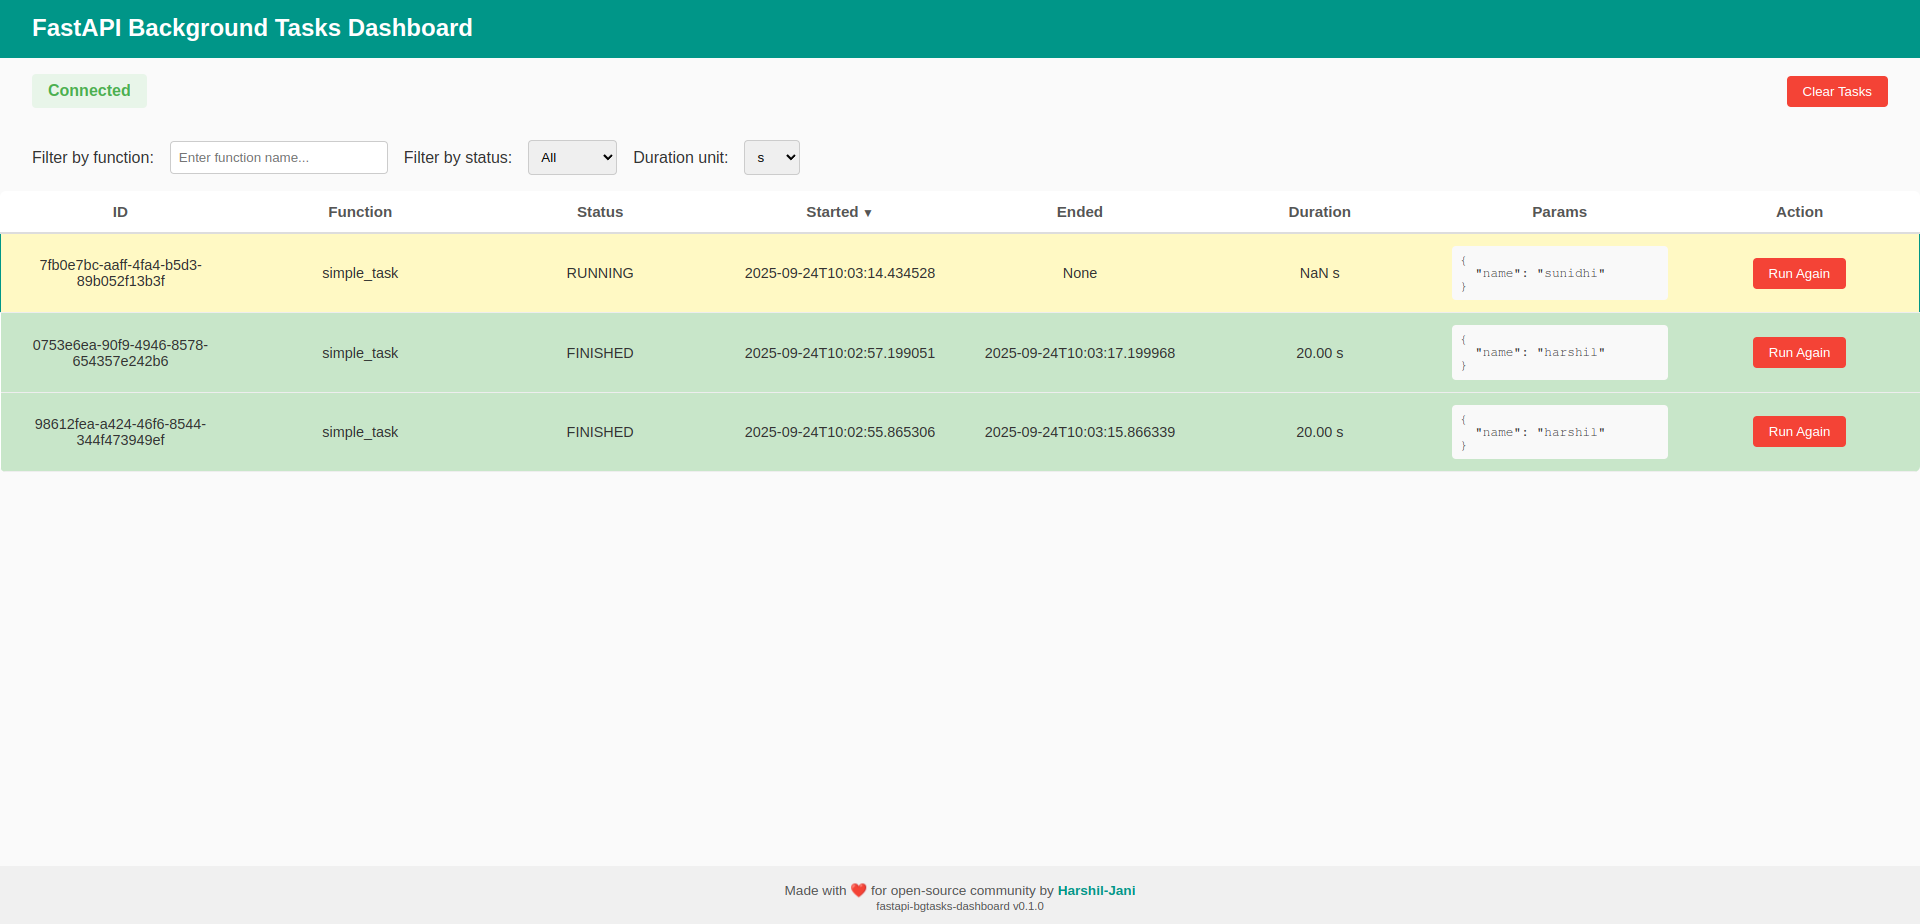 FastAPI Background Tasks Dashboard
Connected
Clear Tasks
Filter by function: Enter function name... Filter by status: All Duration unit: s
ID Function Status Started ▼ Ended Duration Params Action
7fb0e7bc-aaff-4fa4-b5d3-
89b052f13b3f
simple_task RUNNING 2025-09-24T10:03:14.434528 None NaN s
{
"name": "sunidhi"
}
Run Again
0753e6ea-90f9-4946-8578-
654357e242b6
simple_task FINISHED 2025-09-24T10:02:57.199051 2025-09-24T10:03:17.199968 20.00 s
{
"name": "harshil"
}
Run Again
98612fea-a424-46f6-8544-
344f473949ef
simple_task FINISHED 2025-09-24T10:02:55.865306 2025-09-24T10:03:15.866339 20.00 s
{
"name": "harshil"
}
Run Again
Made with ❤️ for open-source community by Harshil-Jani
fastapi-bgtasks-dashboard v0.1.0